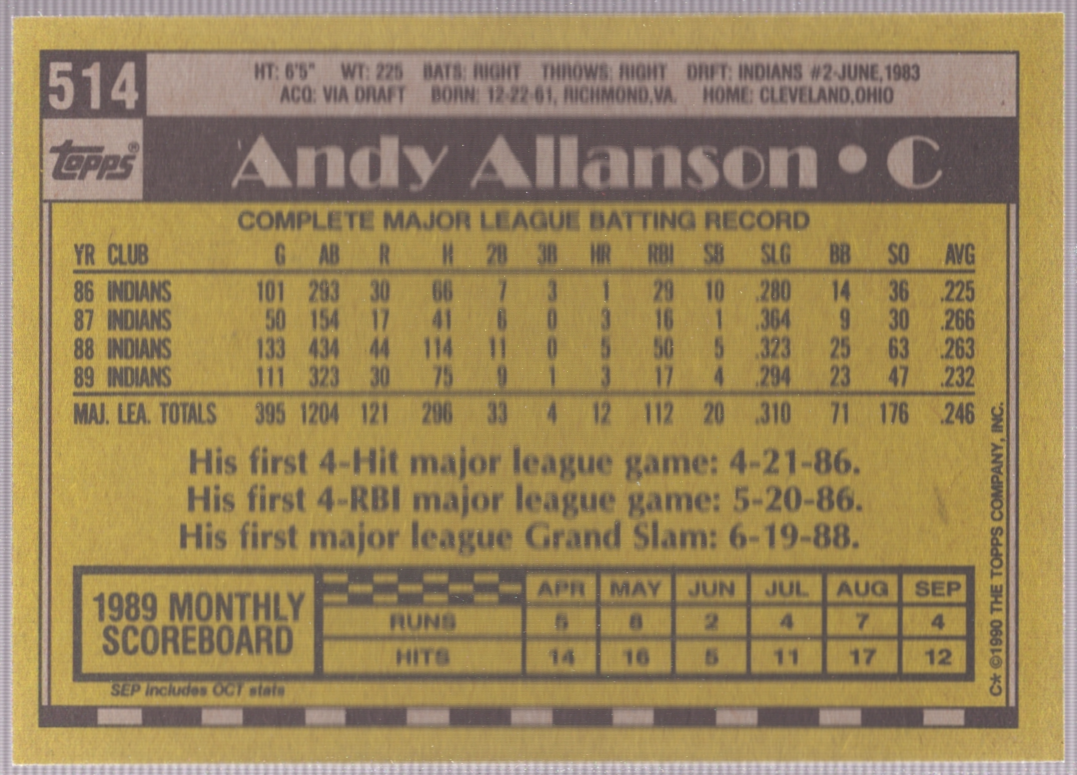 514
HT: 6'5" WT: 225 BATS: RIGHT THROWS: RIGHT DRFT: INDIANS #2-JUNE,1983
ACQ: VIA DRAFT BORN: 12-22-61, RICHMOND,VA. HOME: CLEVELAND,OHIO
topps®
Andy Allanson • C
COMPLETE MAJOR LEAGUE BATTING RECORD
YR CLUB G AB R H 2B 3B HR RBI SB SLG BB SO AVG
86 INDIANS 101 293 30 66 7 3 1 29 10 .280 14 36 .225
87 INDIANS 50 154 17 41 6 0 3 16 1 .364 9 30 .266
88 INDIANS 133 434 44 114 11 0 5 50 5 .323 25 63 .263
89 INDIANS 111 323 30 75 9 1 3 17 4 .294 23 47 .232
MAJ. LEA. TOTALS 395 1204 121 296 33 4 12 112 20 .310 71 176 .246
His first 4-Hit major league game: 4-21-86.
His first 4-RBI major league game: 5-20-86.
His first major league Grand Slam: 6-19-88.
1989 MONTHLY
SCOREBOARD
APR MAY JUN JUL AUG SEP
RUNS 5 8 2 4 7 4
HITS 14 16 5 11 17 12
SEP includes OCT stats
C* ©1990 THE TOPPS COMPANY, INC.